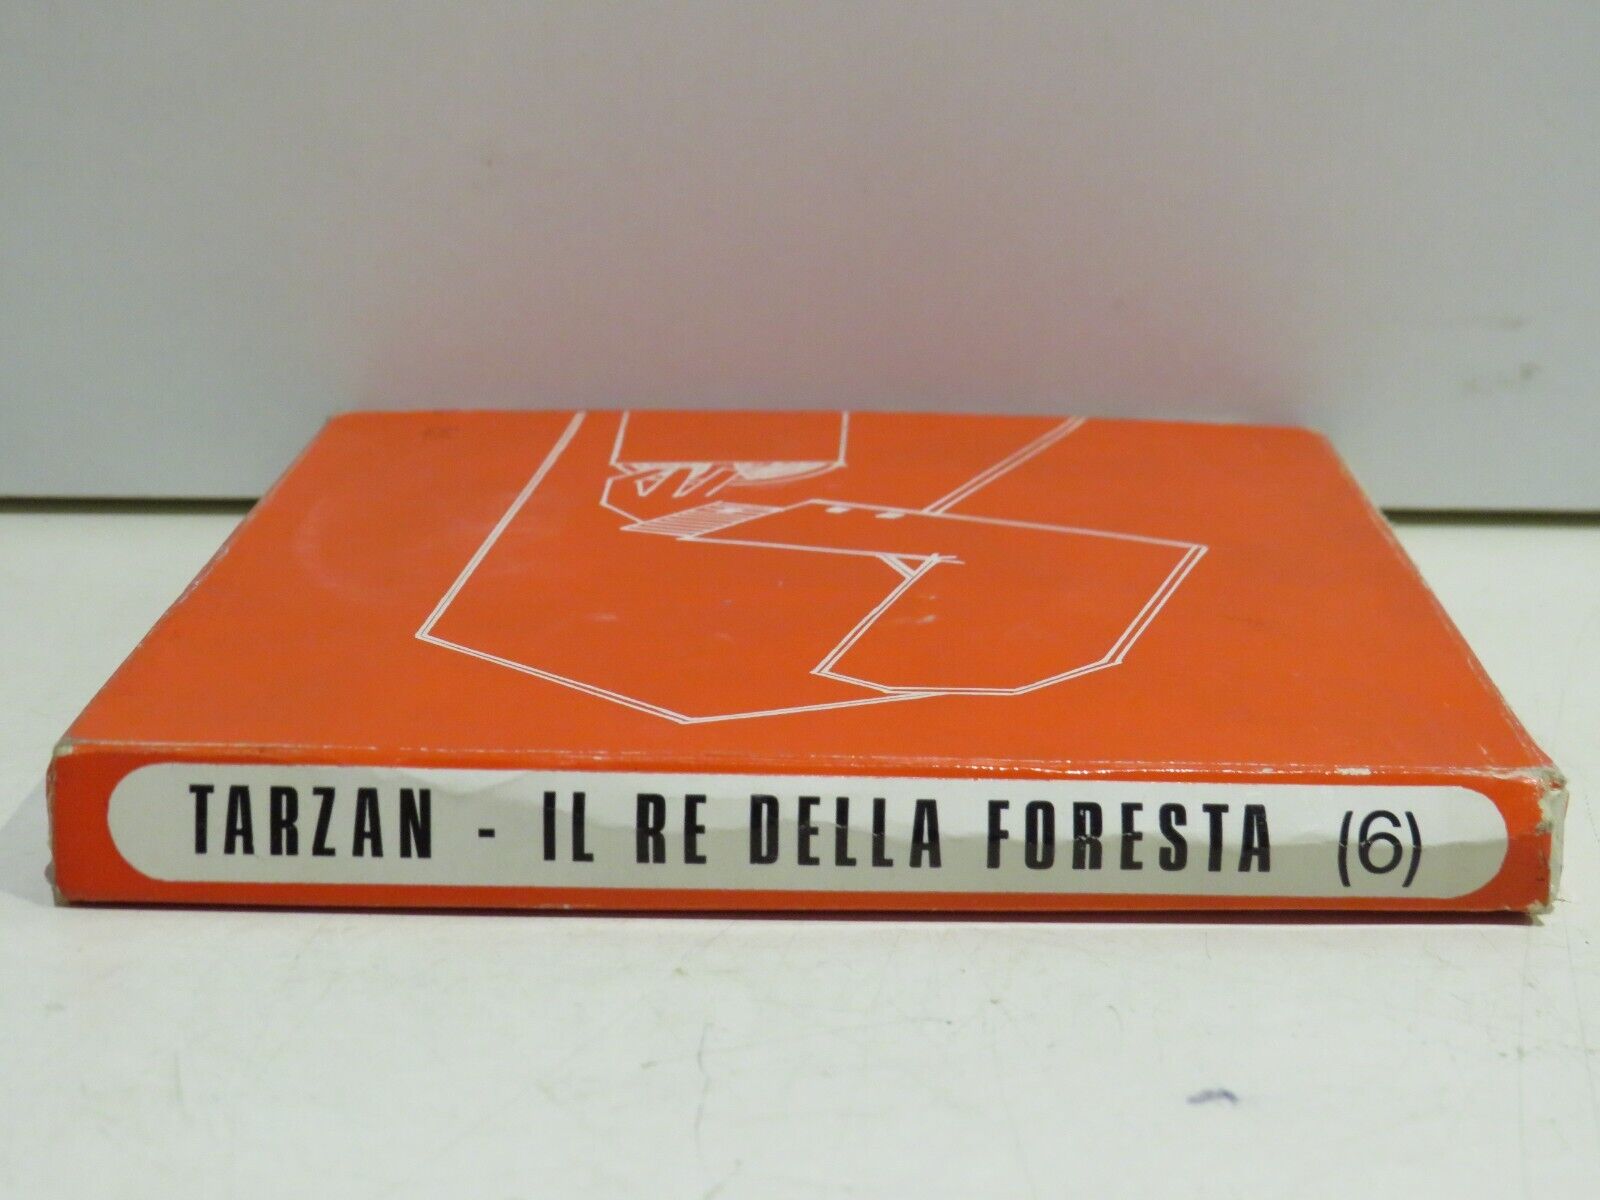 TARZAN - IL RE DELLA FORESTA (6)